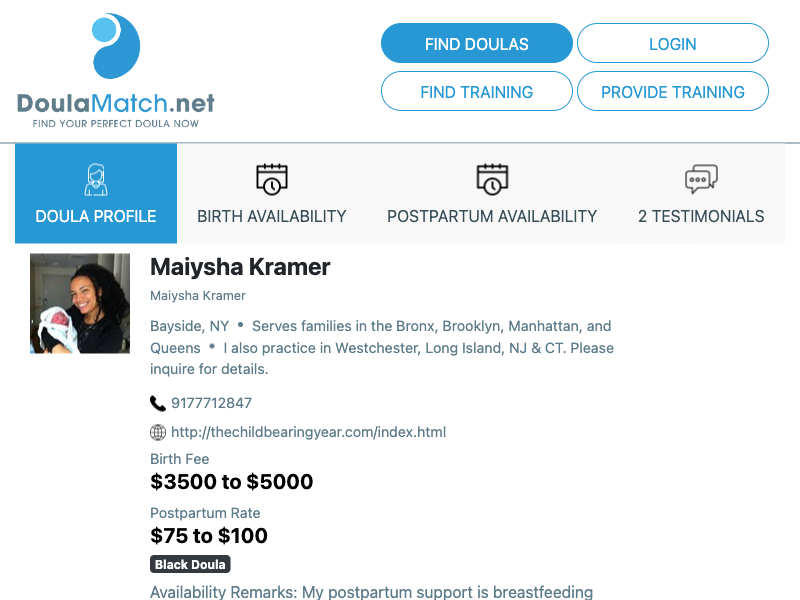 DoulaMatch.net
FIND YOUR PERFECT DOULA NOW
FIND DOULAS
LOGIN
FIND TRAINING
PROVIDE TRAINING
DOULA PROFILE
BIRTH AVAILABILITY
POSTPARTUM AVAILABILITY
2 TESTIMONIALS
Maiysha Kramer
Maiysha Kramer
Bayside, NY • Serves families in the Bronx, Brooklyn, Manhattan, and
Queens • I also practice in Westchester, Long Island, NJ & CT. Please
inquire for details.
9177712847
http://thechildbearingyear.com/index.html
Birth Fee
$3500 to $5000
Postpartum Rate
$75 to $100
Black Doula
Availability Remarks: My postpartum support is breastfeeding